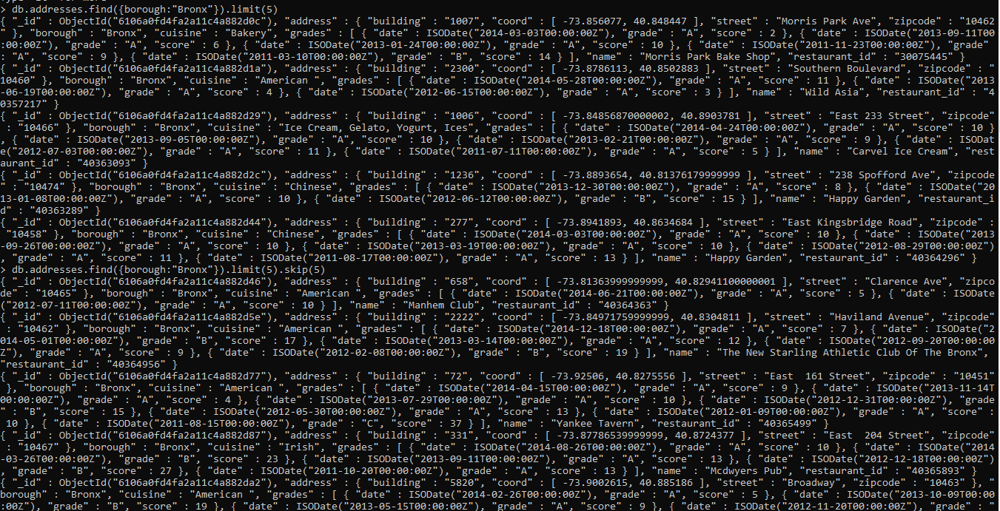 > db.addresses.find({borough:"Bronx"}).limit(5)
{ "_id" : ObjectId("6106a0fd4fa2a11c4a882d0c"), "address" : { "building" : "1007", "coord" : [ -73.856077, 40.848447 ], "street" : "Morris Park Ave", "zipcode" : "10462
" }, "borough" : "Bronx", "cuisine" : "Bakery", "grades" : [ { "date" : ISODate("2014-03-03T00:00:00Z"), "grade" : "A", "score" : 2 }, { "date" : ISODate("2013-09-11T00
:00:00Z"), "grade" : "A", "score" : 6 }, { "date" : ISODate("2013-01-24T00:00:00Z"), "grade" : "A", "score" : 10 }, { "date" : ISODate("2011-11-23T00:00:00Z"), "grade"
: "A", "score" : 9 }, { "date" : ISODate("2011-03-10T00:00:00Z"), "grade" : "B", "score" : 14 } ], "name" : "Morris Park Bake Shop", "restaurant_id" : "30075445" }
{ "_id" : ObjectId("6106a0fd4fa2a11c4a882d1a"), "address" : { "building" : "2300", "coord" : [ -73.8786113, 40.8502883 ], "street" : "Southern Boulevard", "zipcode" : "
10460" }, "borough" : "Bronx", "cuisine" : "American ", "grades" : [ { "date" : ISODate("2014-05-28T00:00:00Z"), "grade" : "A", "score" : 11 }, { "date" : ISODate("2013
-06-19T00:00:00Z"), "grade" : "A", "score" : 4 }, { "date" : ISODate("2012-06-15T00:00:00Z"), "grade" : "A", "score" : 3 } ], "name" : "Wild Asia", "restaurant_id" : "4
0357217" }
{ "_id" : ObjectId("6106a0fd4fa2a11c4a882d29"), "address" : { "building" : "1006", "coord" : [ -73.84856870000002, 40.8903781 ], "street" : "East 233 Street", "zipcode"
 : "10466" }, "borough" : "Bronx", "cuisine" : "Ice Cream, Gelato, Yogurt, Ices", "grades" : [ { "date" : ISODate("2014-04-24T00:00:00Z"), "grade" : "A", "score" : 10 }
, { "date" : ISODate("2013-09-05T00:00:00Z"), "grade" : "A", "score" : 10 }, { "date" : ISODate("2013-02-21T00:00:00Z"), "grade" : "A", "score" : 9 }, { "date" : ISODat
e("2012-07-03T00:00:00Z"), "grade" : "A", "score" : 11 }, { "date" : ISODate("2011-07-11T00:00:00Z"), "grade" : "A", "score" : 5 } ], "name" : "Carvel Ice Cream", "rest
aurant_id" : "40363093" }
{ "_id" : ObjectId("6106a0fd4fa2a11c4a882d2c"), "address" : { "building" : "1236", "coord" : [ -73.8893654, 40.81376179999999 ], "street" : "238 Spofford Ave", "zipcode
" : "10474" }, "borough" : "Bronx", "cuisine" : "Chinese", "grades" : [ { "date" : ISODate("2013-12-30T00:00:00Z"), "grade" : "A", "score" : 8 }, { "date" : ISODate("20
13-01-08T00:00:00Z"), "grade" : "A", "score" : 10 }, { "date" : ISODate("2012-06-12T00:00:00Z"), "grade" : "B", "score" : 15 } ], "name" : "Happy Garden", "restaurant_i
d" : "40363289" }
{ "_id" : ObjectId("6106a0fd4fa2a11c4a882d44"), "address" : { "building" : "277", "coord" : [ -73.8941893, 40.8634684 ], "street" : "East Kingsbridge Road", "zipcode" :
 "10458" }, "borough" : "Bronx", "cuisine" : "Chinese", "grades" : [ { "date" : ISODate("2014-03-03T00:00:00Z"), "grade" : "A", "score" : 10 }, { "date" : ISODate("2013
-09-26T00:00:00Z"), "grade" : "A", "score" : 10 }, { "date" : ISODate("2013-03-19T00:00:00Z"), "grade" : "A", "score" : 10 }, { "date" : ISODate("2012-08-29T00:00:00Z")
, "grade" : "A", "score" : 11 }, { "date" : ISODate("2011-08-17T00:00:00Z"), "grade" : "A", "score" : 13 } ], "name" : "Happy Garden", "restaurant_id" : "40364296" }
> db.addresses.find({borough:"Bronx"}).limit(5).skip(5)
{ "_id" : ObjectId("6106a0fd4fa2a11c4a882d46"), "address" : { "building" : "658", "coord" : [ -73.81363999999999, 40.82941100000001 ], "street" : "Clarence Ave", "zipco
de" : "10465" }, "borough" : "Bronx", "cuisine" : "American ", "grades" : [ { "date" : ISODate("2014-06-21T00:00:00Z"), "grade" : "A", "score" : 5 }, { "date" : ISODate
("2012-07-11T00:00:00Z"), "grade" : "A", "score" : 10 } ], "name" : "Manhem Club", "restaurant_id" : "40364363" }
{ "_id" : ObjectId("6106a0fd4fa2a11c4a882d5e"), "address" : { "building" : "2222", "coord" : [ -73.84971759999999, 40.8304811 ], "street" : "Haviland Avenue", "zipcode"
 : "10462" }, "borough" : "Bronx", "cuisine" : "American ", "grades" : [ { "date" : ISODate("2014-12-18T00:00:00Z"), "grade" : "A", "score" : 7 }, { "date" : ISODate("2
014-05-01T00:00:00Z"), "grade" : "B", "score" : 17 }, { "date" : ISODate("2013-03-14T00:00:00Z"), "grade" : "A", "score" : 12 }, { "date" : ISODate("2012-09-20T00:00:00
Z"), "grade" : "A", "score" : 9 }, { "date" : ISODate("2012-02-08T00:00:00Z"), "grade" : "B", "score" : 19 } ], "name" : "The New Starling Athletic Club Of The Bronx",
"restaurant_id" : "40364956" }
{ "_id" : ObjectId("6106a0fd4fa2a11c4a882d77"), "address" : { "building" : "72", "coord" : [ -73.92506, 40.8275556 ], "street" : "East  161 Street", "zipcode" : "10451"
 }, "borough" : "Bronx", "cuisine" : "American ", "grades" : [ { "date" : ISODate("2014-04-15T00:00:00Z"), "grade" : "A", "score" : 9 }, { "date" : ISODate("2013-11-14T
00:00:00Z"), "grade" : "A", "score" : 4 }, { "date" : ISODate("2013-07-29T00:00:00Z"), "grade" : "A", "score" : 10 }, { "date" : ISODate("2012-12-31T00:00:00Z"), "grade
" : "B", "score" : 15 }, { "date" : ISODate("2012-05-30T00:00:00Z"), "grade" : "A", "score" : 13 }, { "date" : ISODate("2012-01-09T00:00:00Z"), "grade" : "A", "score" :
 10 }, { "date" : ISODate("2011-08-15T00:00:00Z"), "grade" : "C", "score" : 37 } ], "name" : "Yankee Tavern", "restaurant_id" : "40365499" }
{ "_id" : ObjectId("6106a0fd4fa2a11c4a882d87"), "address" : { "building" : "331", "coord" : [ -73.87786539999999, 40.8724377 ], "street" : "East  204 Street", "zipcode"
 : "10467" }, "borough" : "Bronx", "cuisine" : "Irish", "grades" : [ { "date" : ISODate("2014-08-26T00:00:00Z"), "grade" : "A", "score" : 10 }, { "date" : ISODate("2014
-03-26T00:00:00Z"), "grade" : "B", "score" : 23 }, { "date" : ISODate("2013-09-11T00:00:00Z"), "grade" : "A", "score" : 13 }, { "date" : ISODate("2012-12-18T00:00:00Z")
, "grade" : "B", "score" : 27 }, { "date" : ISODate("2011-10-20T00:00:00Z"), "grade" : "A", "score" : 13 } ], "name" : "Mcdwyers Pub", "restaurant_id" : "40365893" }
{ "_id" : ObjectId("6106a0fd4fa2a11c4a882da2"), "address" : { "building" : "5820", "coord" : [ -73.9002615, 40.885186 ], "street" : "Broadway", "zipcode" : "10463" }, "
borough" : "Bronx", "cuisine" : "American ", "grades" : [ { "date" : ISODate("2014-02-26T00:00:00Z"), "grade" : "A", "score" : 5 }, { "date" : ISODate("2013-10-09T00:00
:00Z"), "grade" : "B", "score" : 19 }, { "date" : ISODate("2013-05-15T00:00:00Z"), "grade" : "A", "score" : 9 }, { "date" : ISODate("2012-11-20T00:00:00Z"), "grade" : "